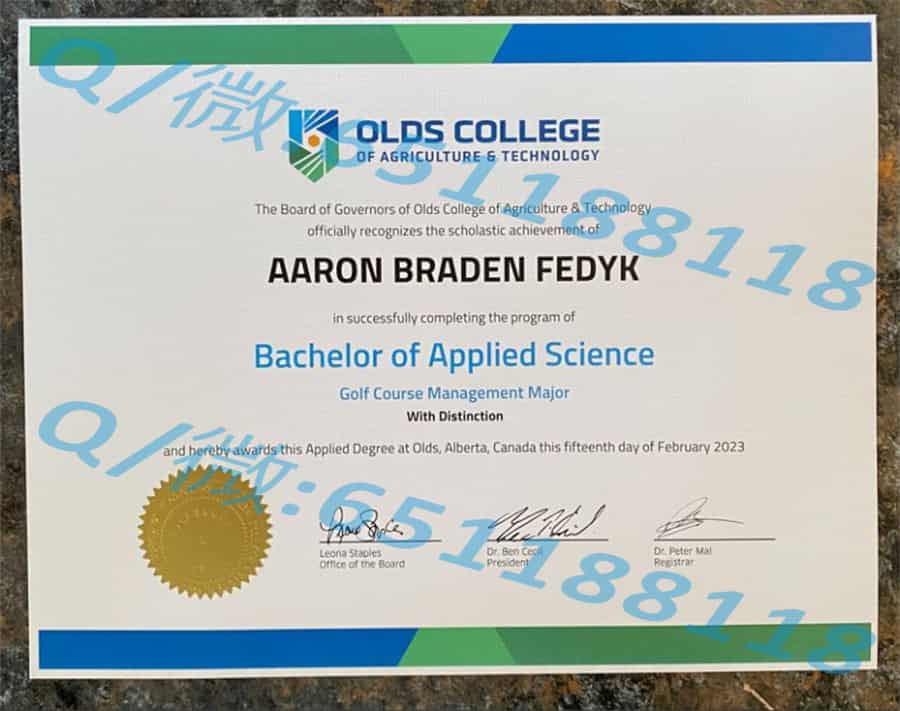 OLDS COLLEGE
OF AGRICULTURE & TECHNOLOGY
The Board of Governors of Olds College of Agriculture & Technology
officially recognizes the scholastic achievement of
AARON BRADEN FEDYK
in successfully completing the program of
Bachelor of Applied Science
Golf Course Management Major
With Distinction
and hereby awards this Applied Degree at Olds, Alberta, Canada this fifteenth day of February 2023
Leona Staples
Office of the Board
Dr. Ben Cecil
President
Dr. Peter Mal
Registrar
Q/微:65118811​8
Q/微:651188118